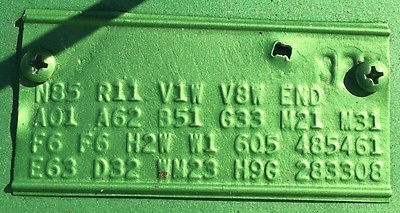 N85 R11 V1W V8W END
A01 A62 B51 G33 M21 M31
F6 F6 H2W W1 6Q5 485461
E63 D32 WM23 H9G 283308